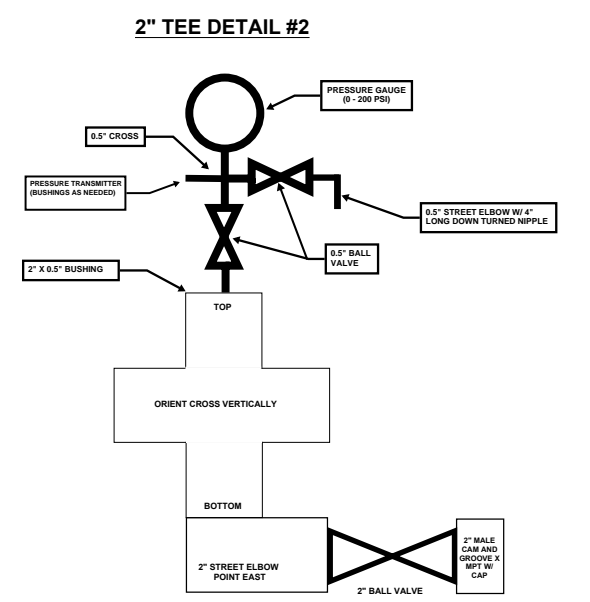 2" TEE DETAIL #2
PRESSURE GAUGE
(0 - 200 PSI)
0.5" CROSS
PRESSURE TRANSMITTER
(BUSHINGS AS NEEDED)
0.5" STREET ELBOW W/ 4"
LONG DOWN TURNED NIPPLE
0.5" BALL
VALVE
2" X 0.5" BUSHING
TOP
ORIENT CROSS VERTICALLY
BOTTOM
2" STREET ELBOW
POINT EAST
2" MALE
CAM AND
GROOVE X
MPT W/
CAP
2" BALL VALVE